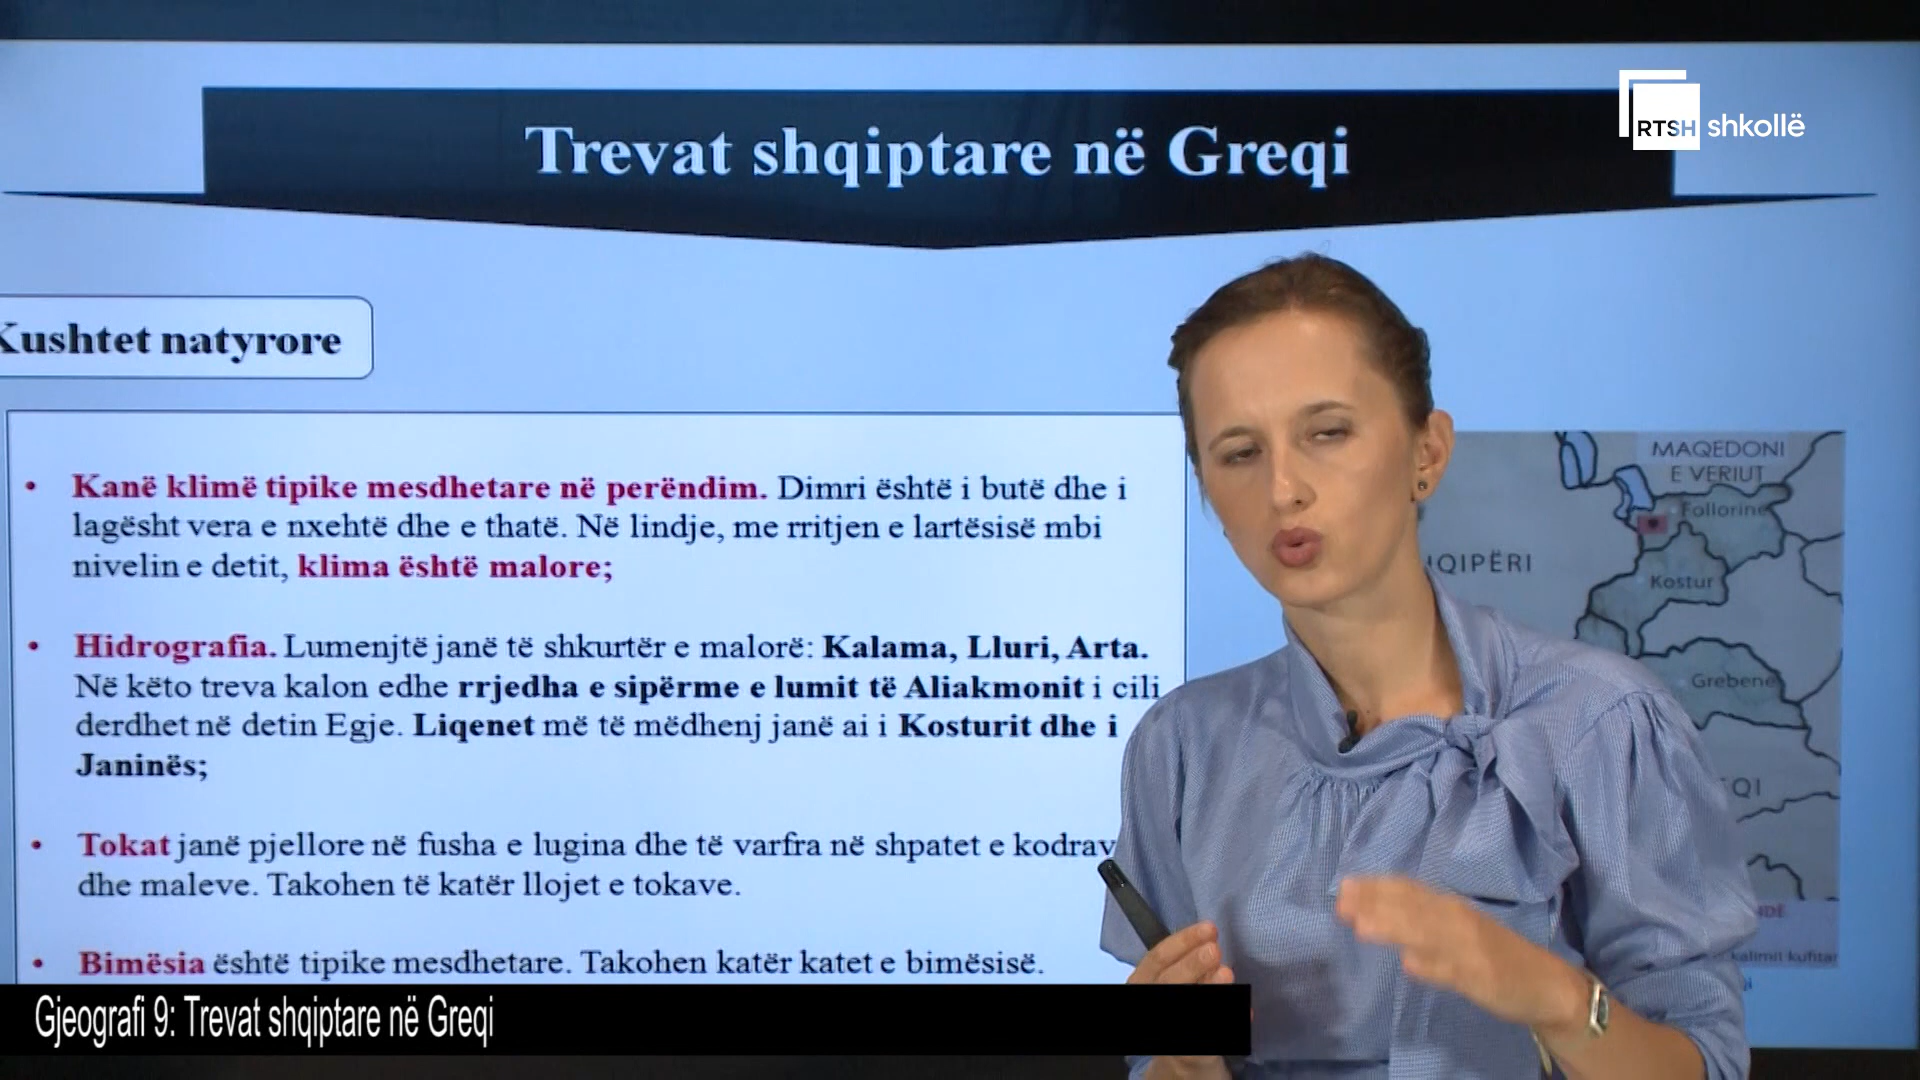 Trevat shqiptare në Greqi
RTSH shkollë
Kushtet natyrore
• Kanë klimë tipike mesdhetare në perëndim. Dimri është i butë dhe i
lagësht vera e nxehtë dhe e thatë. Në lindje, me rritjen e lartësisë mbi
nivelin e detit, klima është malore;
• Hidrografia. Lumenjtë janë të shkurtër e malorë: Kalama, Lluri, Arta.
Në këto treva kalon edhe rrjedha e sipërme e lumit të Aliakmonit i cili
derdhet në detin Egje. Liqenet më të mëdhenj janë ai i Kosturit dhe i
Janinës;
• Tokat janë pjellore në fusha e lugina dhe të varfra në shpatet e kodrav
dhe maleve. Takohen të katër llojet e tokave.
• Bimësia është tipike mesdhetare. Takohen katër katet e bimësisë.
MAQEDONI
E VERIUT
Follorine
QIPËRI
Kostur
Grebene
QI
kalimit kufitar
Gjeografi 9: Trevat shqiptare në Greqi